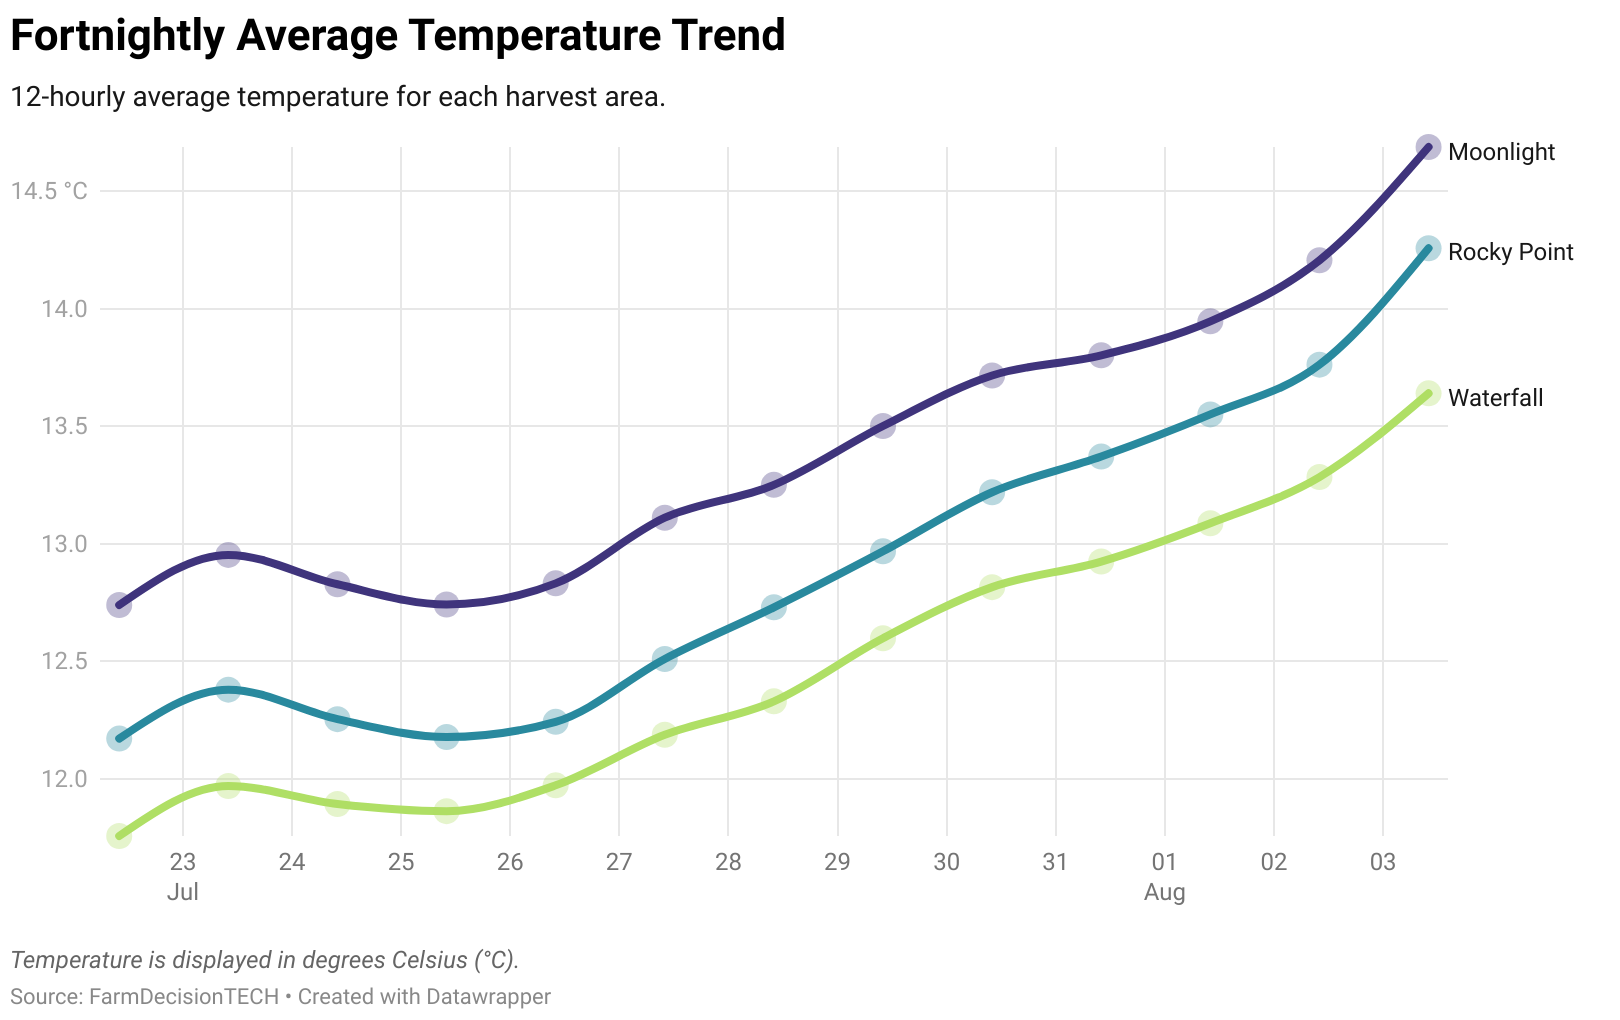 Fortnightly Average Temperature Trend
12-hourly average temperature for each harvest area.
Moonlight
14.5 °C
Rocky Point
14.0
Waterfall
13.5
13.0
12.5
12.0
23 24 25 26 27 28 29 30 31 01 02 03
Jul Aug
Temperature is displayed in degrees Celsius (°C).
Source: FarmDecisionTECH • Created with Datawrapper